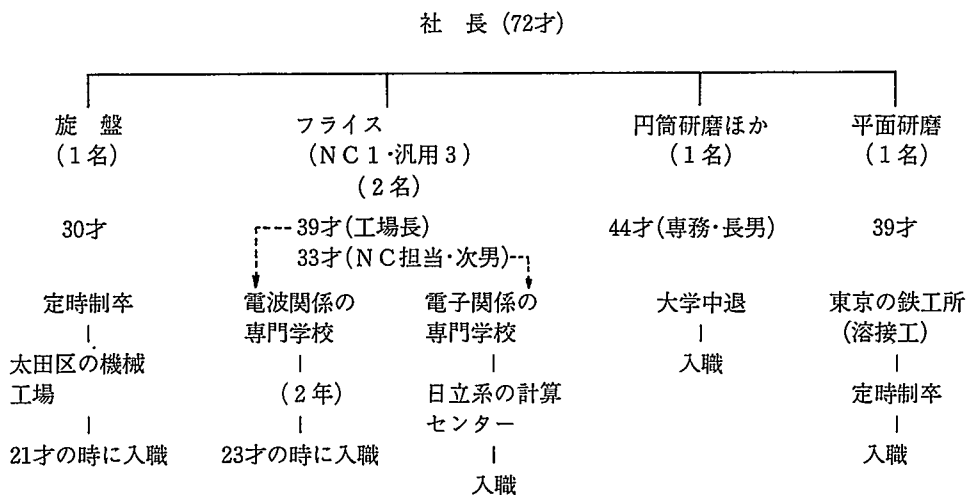 社 長 (72才)
旋 盤
(1名)
フライス
(NC1・汎用3)
(2名)
円筒研磨ほか
(1名)
平面研磨
(1名)
30才
39才(工場長)
33才(NC担当・次男)
44才(専務・長男)
39才
定時制卒
太田区の機械
工場
21才の時に入職
電波関係の
専門学校
(2年)
23才の時に入職
電子関係の
専門学校
日立系の計算
センター
入職
大学中退
入職
東京の鉄工所
(溶接工)
定時制卒
入職